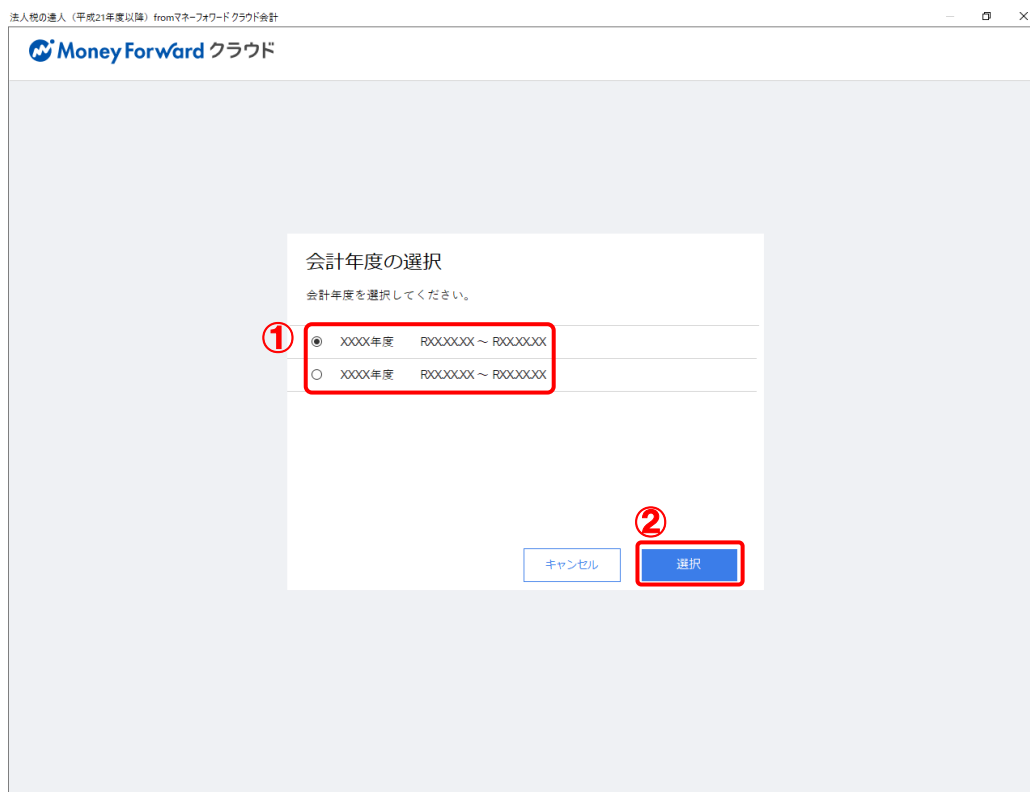 法人税の達人（平成21年度以降）fromマネーフォワード クラウド会計
Money Forward クラウド
会計年度の選択
会計年度を選択してください。
①
XXXX年度 RXX.XX.XX ～ RXX.XX.XX
XXXX年度 RXX.XX.XX ～ RXX.XX.XX
②
キャンセル 選択